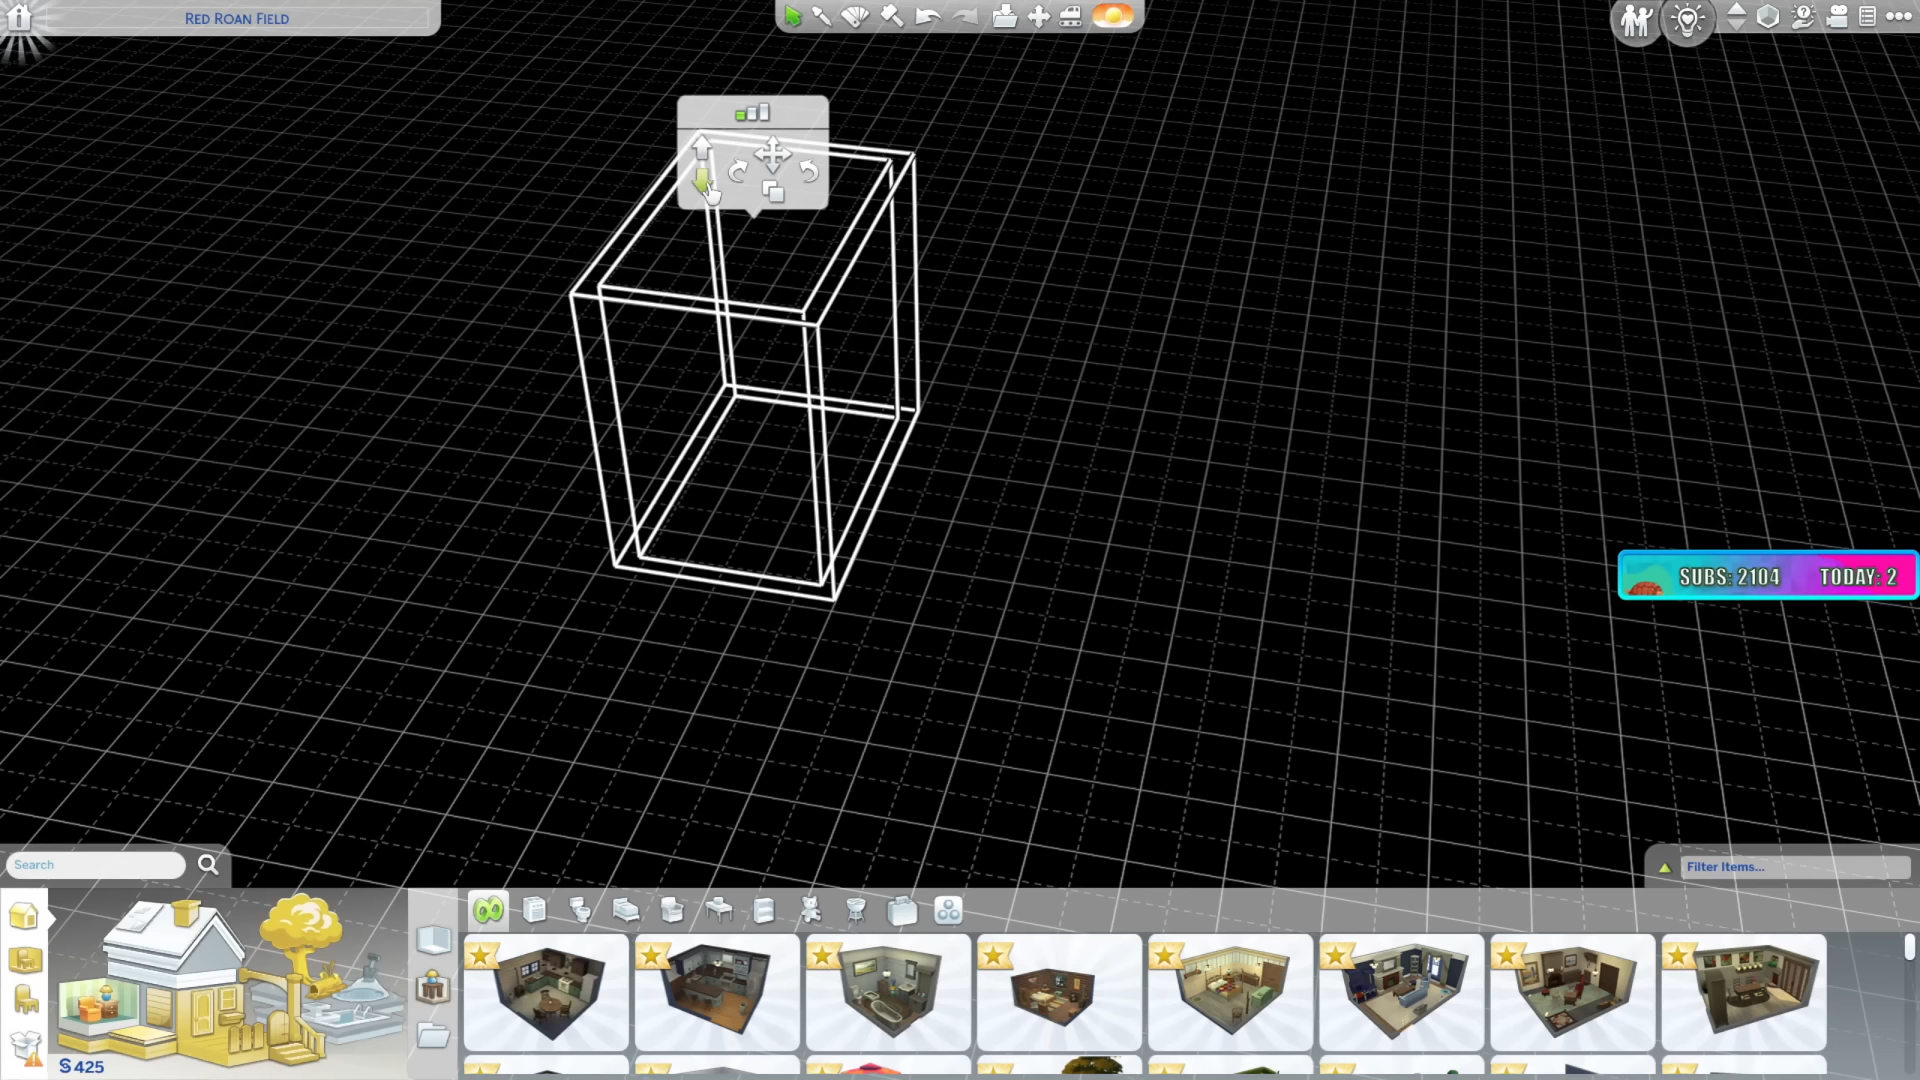 RED ROAN FIELD
SUBS: 2104 TODAY: 2
Search
Filter Items...
§425